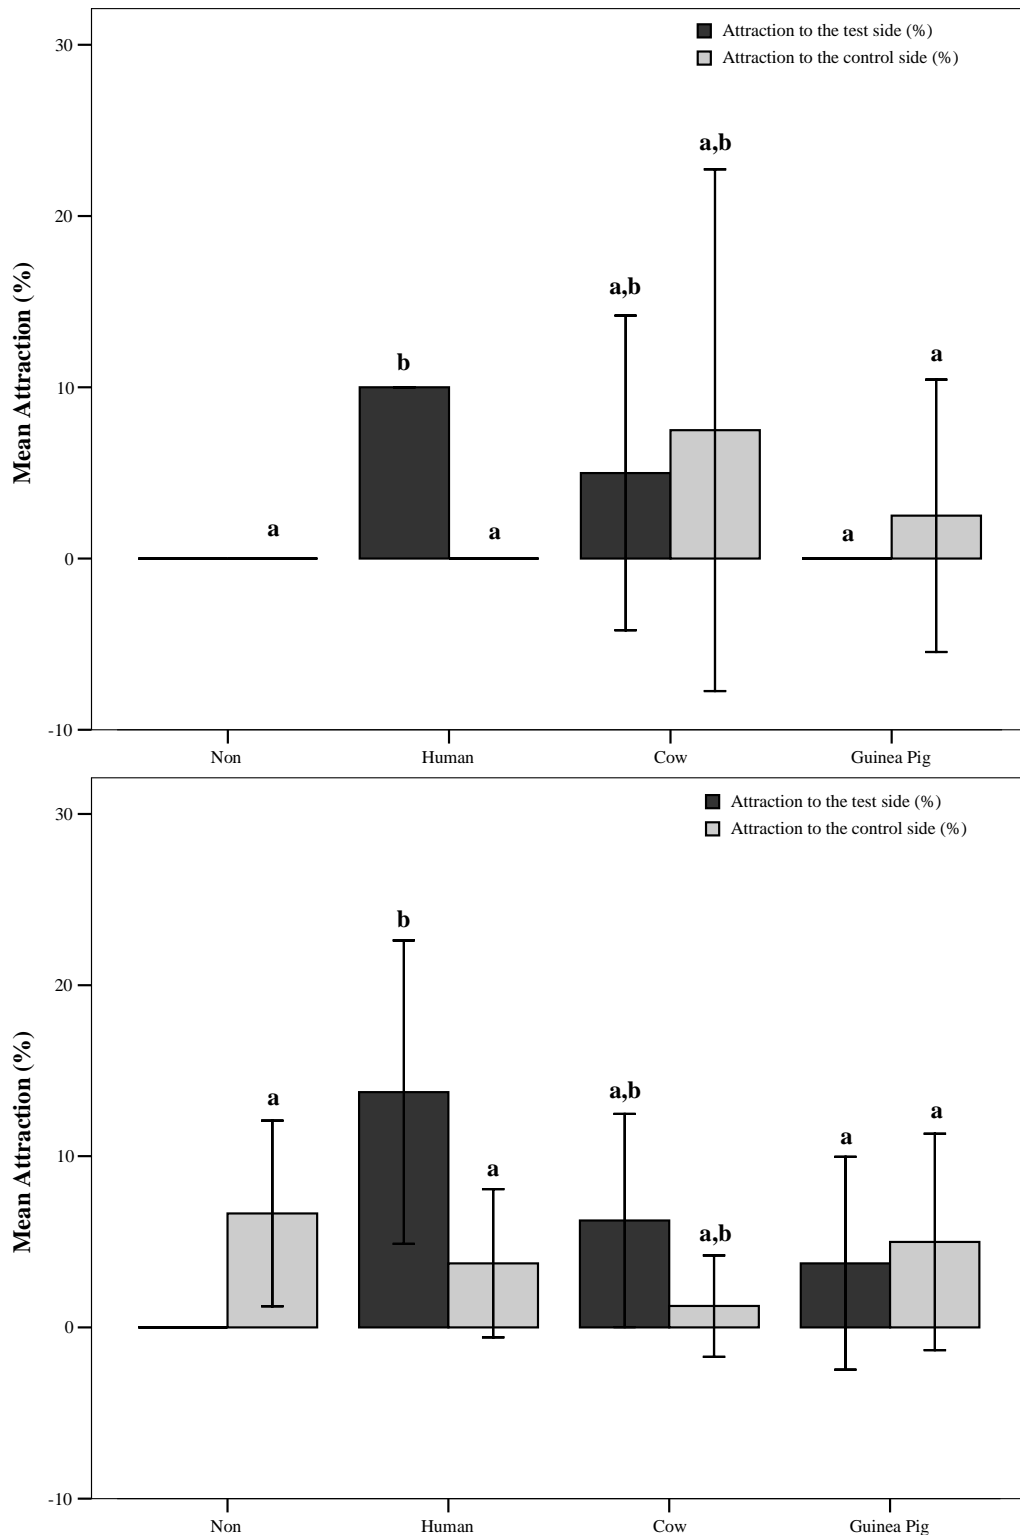 30
Attraction to the test side (%)
Attraction to the control side (%)
a,b
20
a,b
Mean Attraction (%)
b
a
10
a
a
a
0
-10
Non
Human
Cow
Guinea Pig
30
Attraction to the test side (%)
Attraction to the control side (%)
b
20
Mean Attraction (%)
a
a,b
a
a
10
a
a,b
0
-10
Non
Human
Cow
Guinea Pig